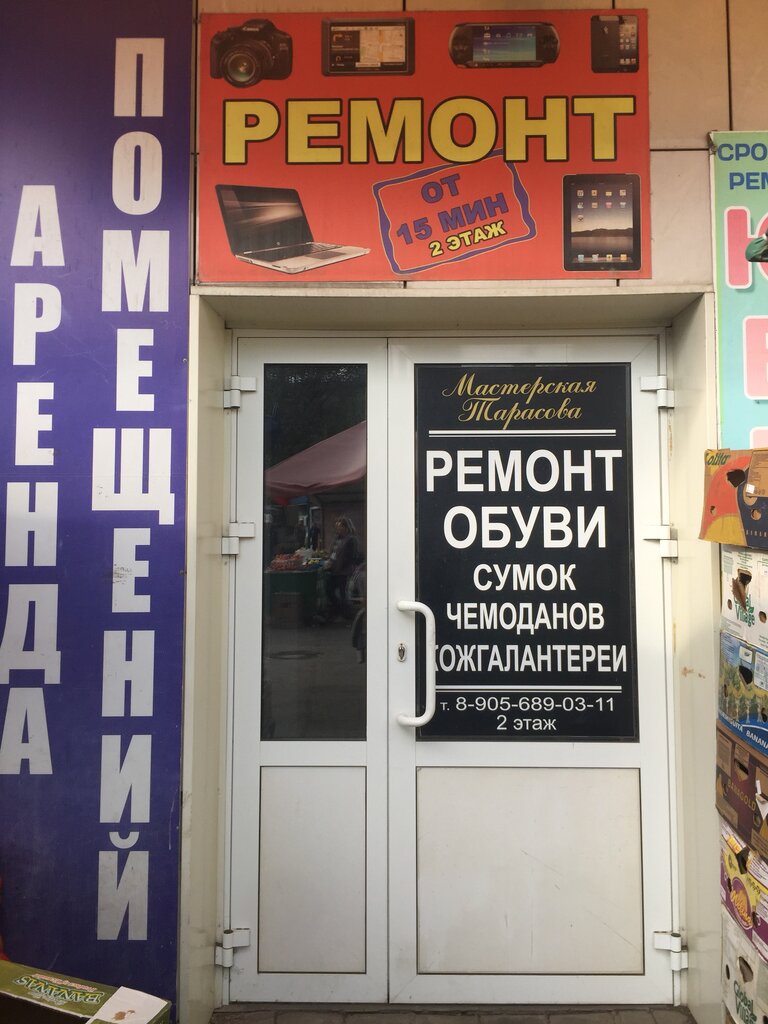 АРЕНДА
ПОМЕЩЕНИЙ
РЕМОНТ
ОТ
15 МИН
2 ЭТАЖ
Мастерская
Тарасова
РЕМОНТ
ОБУВИ
СУМОК
ЧЕМОДАНОВ
КОЖГАЛАНТЕРЕИ
т. 8-905-689-03-11
2 этаж
СРО
РЕМ
Ю
Е
BANANAS